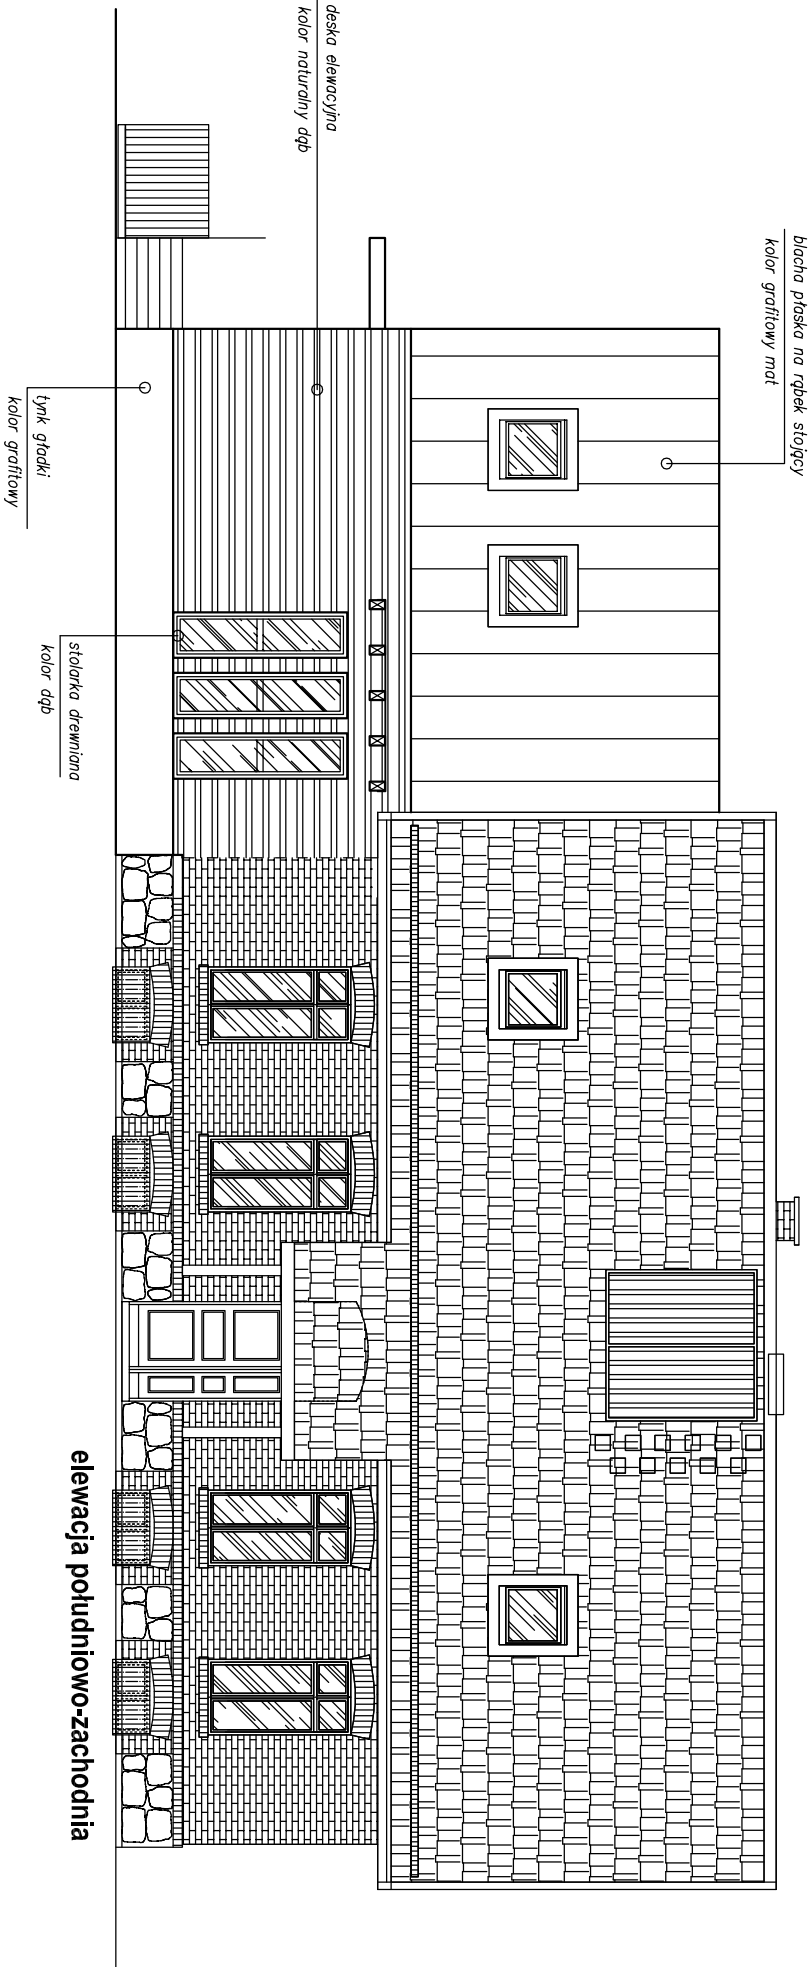 blacha płaska na rąbek stojący
kolor grafitowy mat
deska elewacyjna
kolor naturalny dąb
tynk gładki
kolor grafitowy
stolarka drewniana
kolor dąb
elewacja południowo-zachodnia